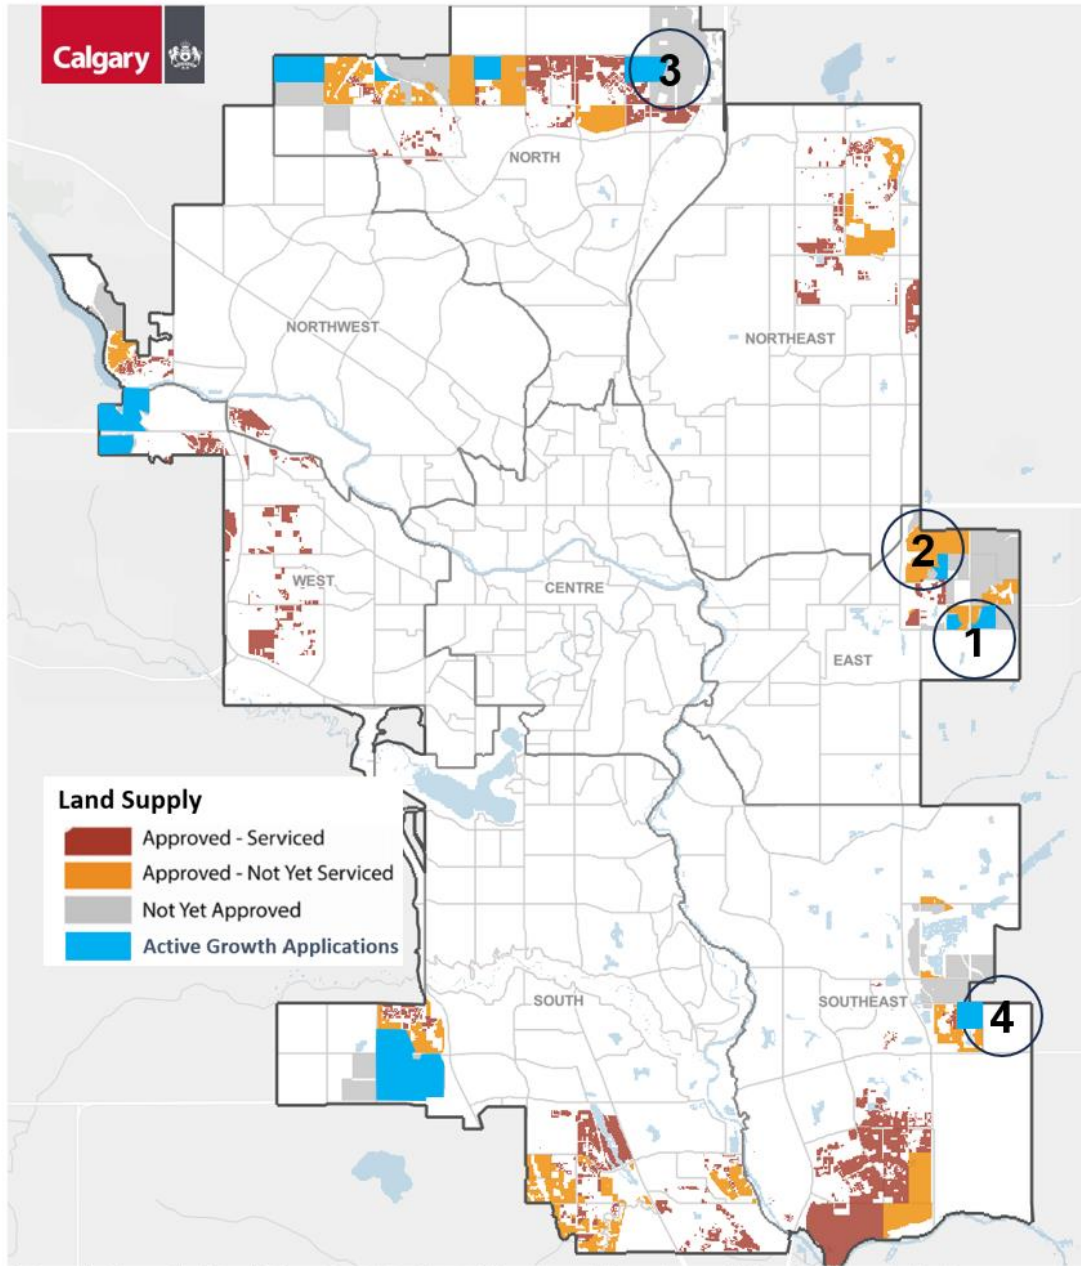 Calgary
3
NORTH
NORTHWEST
NORTHEAST
2
WEST
CENTRE
1
EAST
Land Supply
Approved - Serviced
Approved - Not Yet Serviced
Not Yet Approved
Active Growth Applications
SOUTH
SOUTHEAST
4